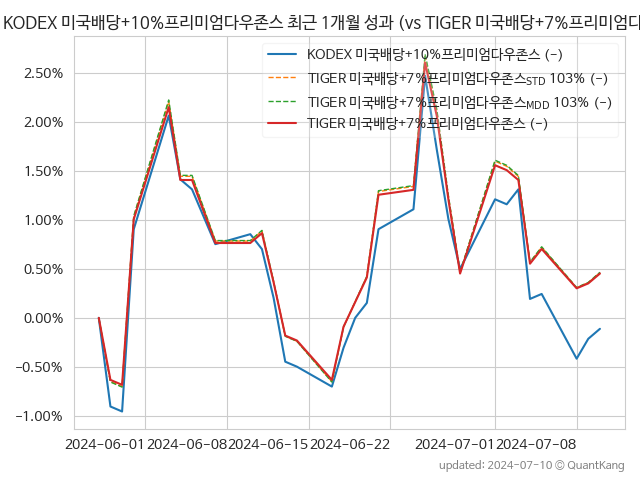 KODEX 미국배당+10%프리미엄다우존스 최근 1개월 성과 (vs TIGER 미국배당+7%프리미엄다
KODEX 미국배당+10%프리미엄다우존스 (-)
TIGER 미국배당+7%프리미엄다우존스STD 103% (-)
TIGER 미국배당+7%프리미엄다우존스MDD 103% (-)
TIGER 미국배당+7%프리미엄다우존스 (-)
2.50%
2.00%
1.50%
1.00%
0.50%
0.00%
−0.50%
−1.00%
2024-06-01 2024-06-08 2024-06-15 2024-06-22 2024-07-01 2024-07-08
updated: 2024-07-10 © QuantKang